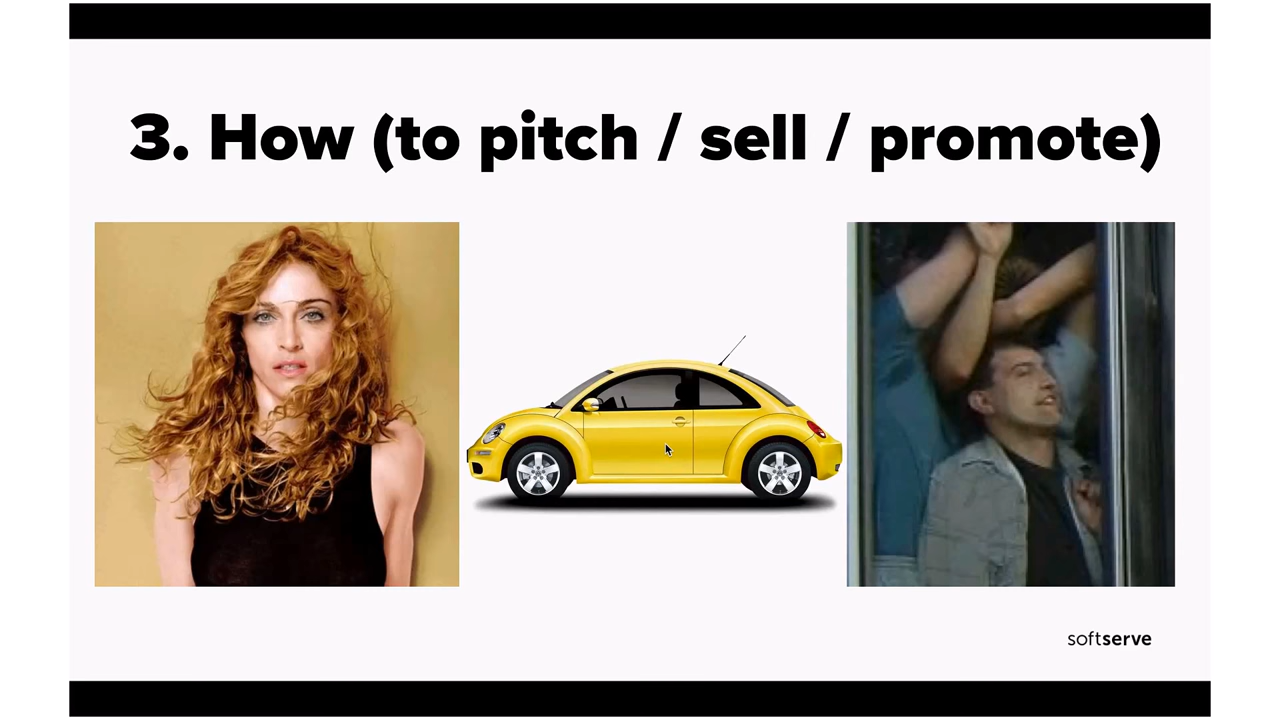 3. How (to pitch / sell / promote)
softserve